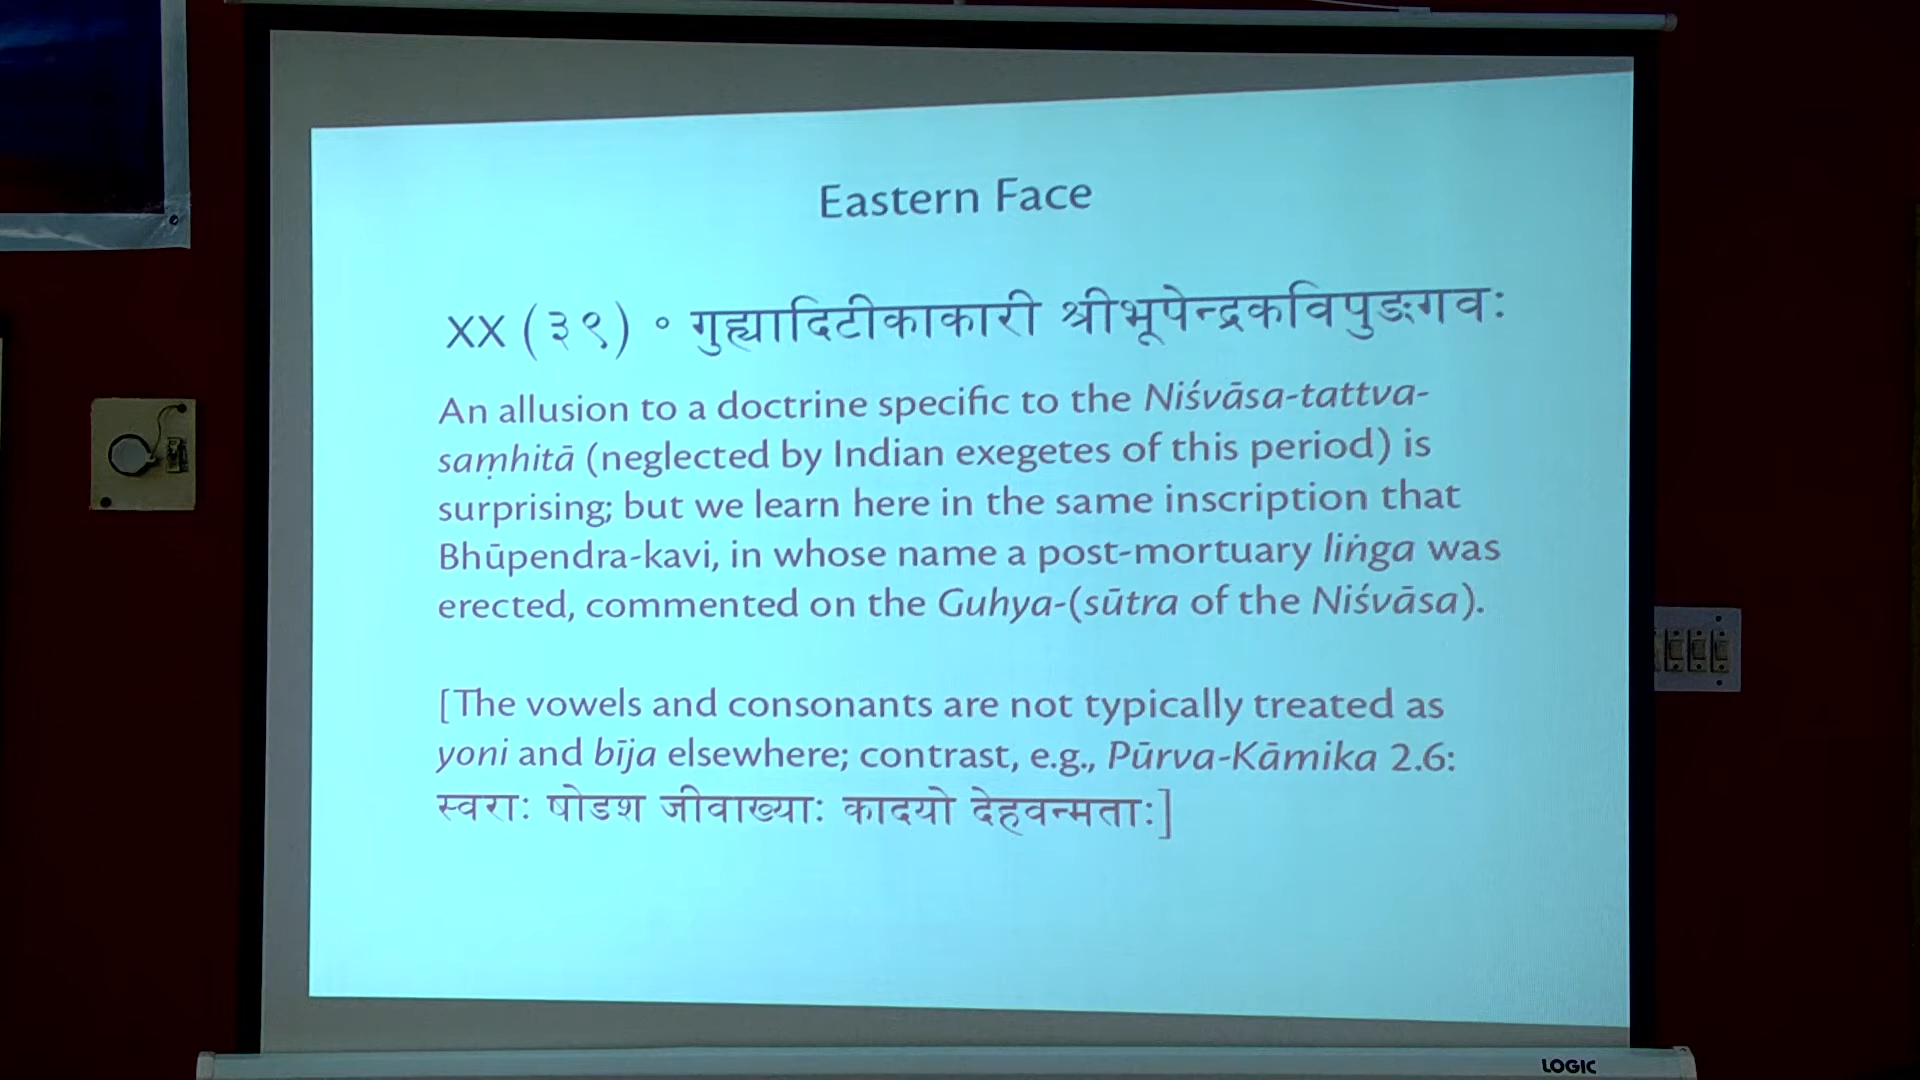 Eastern Face
XX (३९) ॰ गुह्यादिटीकाकारी श्रीभूपेन्द्रकविपुङ्गवः
An allusion to a doctrine specific to the Niśvāsa-tattva-
saṃhitā (neglected by Indian exegetes of this period) is
surprising; but we learn here in the same inscription that
Bhūpendra-kavi, in whose name a post-mortuary liṅga was
erected, commented on the Guhya-(sūtra of the Niśvāsa).
[The vowels and consonants are not typically treated as
yoni and bīja elsewhere; contrast, e.g., Pūrva-Kāmika 2.6:
स्वराः षोडश जीवाख्याः कादयो देहवन्मताः]
LOGIC